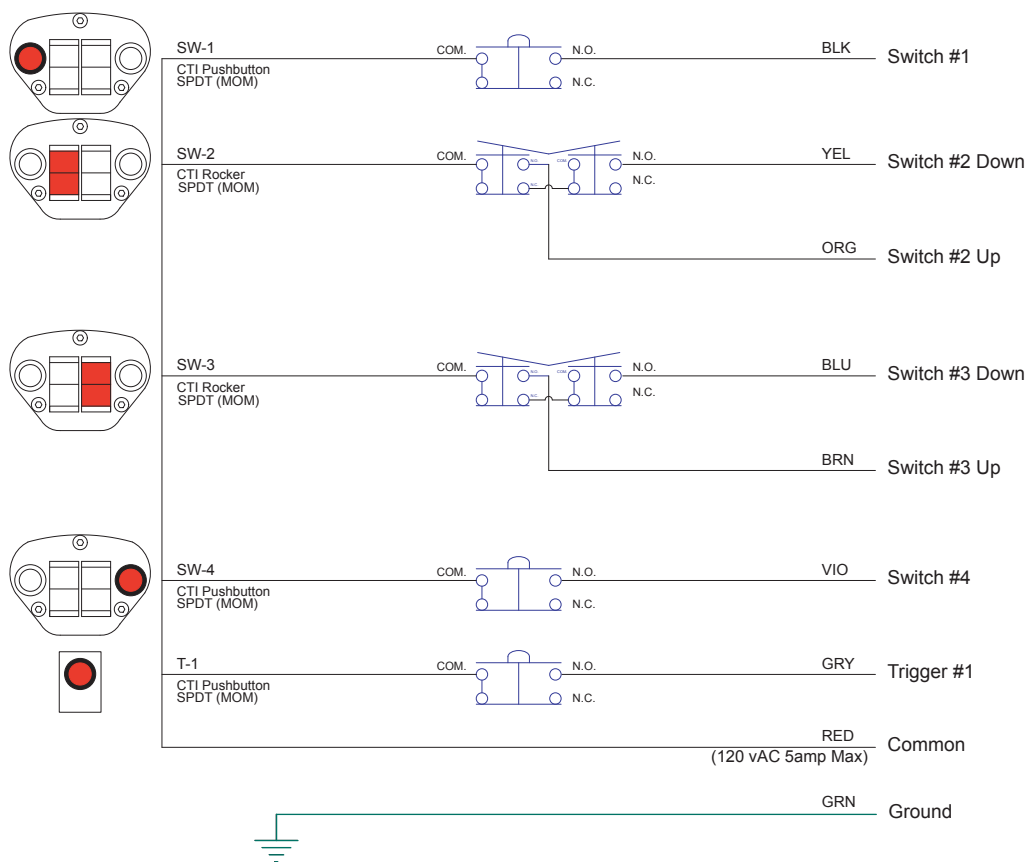 SW-1 COM. N.O. BLK Switch #1
CTI Pushbutton N.C.
SPDT (MOM)
SW-2 COM. N.O. COM. N.O. YEL Switch #2 Down
CTI Rocker N.C. N.C.
SPDT (MOM)
ORG Switch #2 Up
SW-3 COM. N.O. COM. N.O. BLU Switch #3 Down
CTI Rocker N.C. N.C.
SPDT (MOM)
BRN Switch #3 Up
SW-4 COM. N.O. VIO Switch #4
CTI Pushbutton N.C.
SPDT (MOM)
T-1 COM. N.O. GRY Trigger #1
CTI Pushbutton N.C.
SPDT (MOM)
RED Common
(120 vAC 5amp Max)
GRN Ground